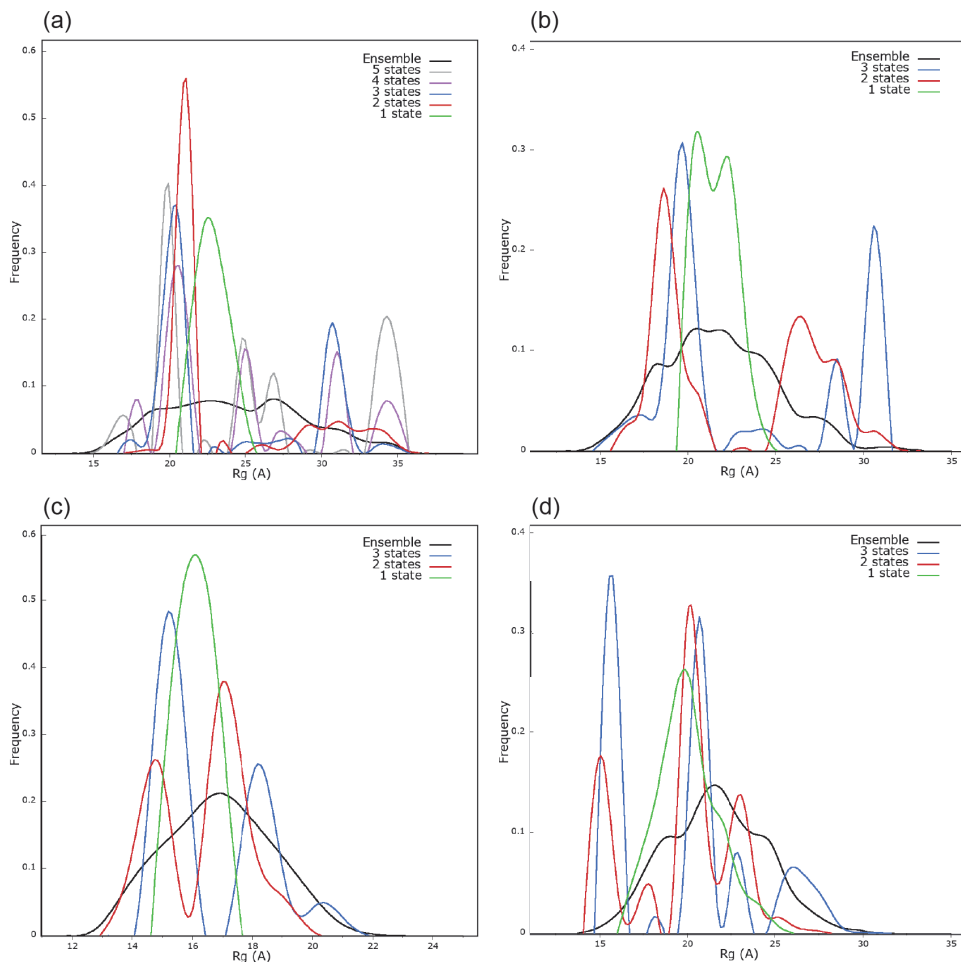 (a)
0.6
0.5
0.4
0.3
0.2
0.1
0
Frequency
15 20 25 30 35
Rg (A)
Ensemble
5 states
4 states
3 states
2 states
1 state
(b)
0.4
0.3
0.2
0.1
0
Frequency
15 20 25 30 35
Rg (A)
Ensemble
3 states
2 states
1 state
(c)
0.6
0.5
0.4
0.3
0.2
0.1
0
Frequency
12 14 16 18 20 22 24
Rg (A)
Ensemble
3 states
2 states
1 state
(d)
0.4
0.3
0.2
0.1
0
Frequency
15 20 25 30 35
Rg (A)
Ensemble
3 states
2 states
1 state